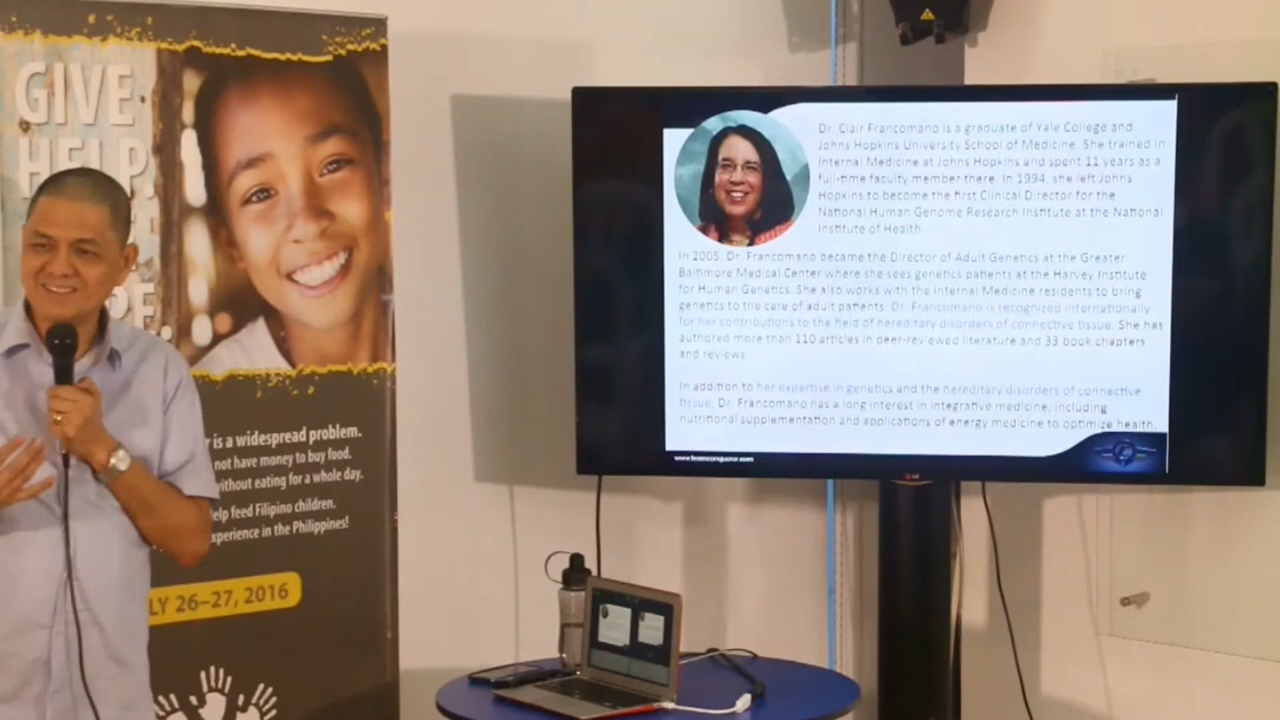 GIVE
HELP
PE.
r is a widespread problem.
not have money to buy food.
without eating for a whole day.
elp feed Filipino children.
xperience in the Philippines!
LY 26–27, 2016
Dr. Clair Francomano is a graduate of Yale College and
Johns Hopkins University School of Medicine. She trained in
Internal Medicine at Johns Hopkins and spent 11 years as a
full-time faculty member there. In 1994, she left Johns
Hopkins to become the first Clinical Director for the
National Human Genome Research Institute at the National
Institute of Health
In 2005, Dr. Francomano became the Director of Adult Genetics at the Greater
Baltimore Medical Center where she sees genetics patients at the Harvey Institute
for Human Genetics. She also works with the Internal Medicine residents to bring
genetics to the care of adult patients. Dr. Francomano is recognized internationally
for her contributions to the field of hereditary disorders of connective tissue. She has
authored more than 110 articles in peer-reviewed literature and 33 book chapters
and reviews
In addition to her expertise in genetics and the hereditary disorders of connective
tissue, Dr. Francomano has a long interest in integrative medicine, including
nutritional supplementation and applications of energy medicine to optimize health.
www.teamconqueror.com
LG